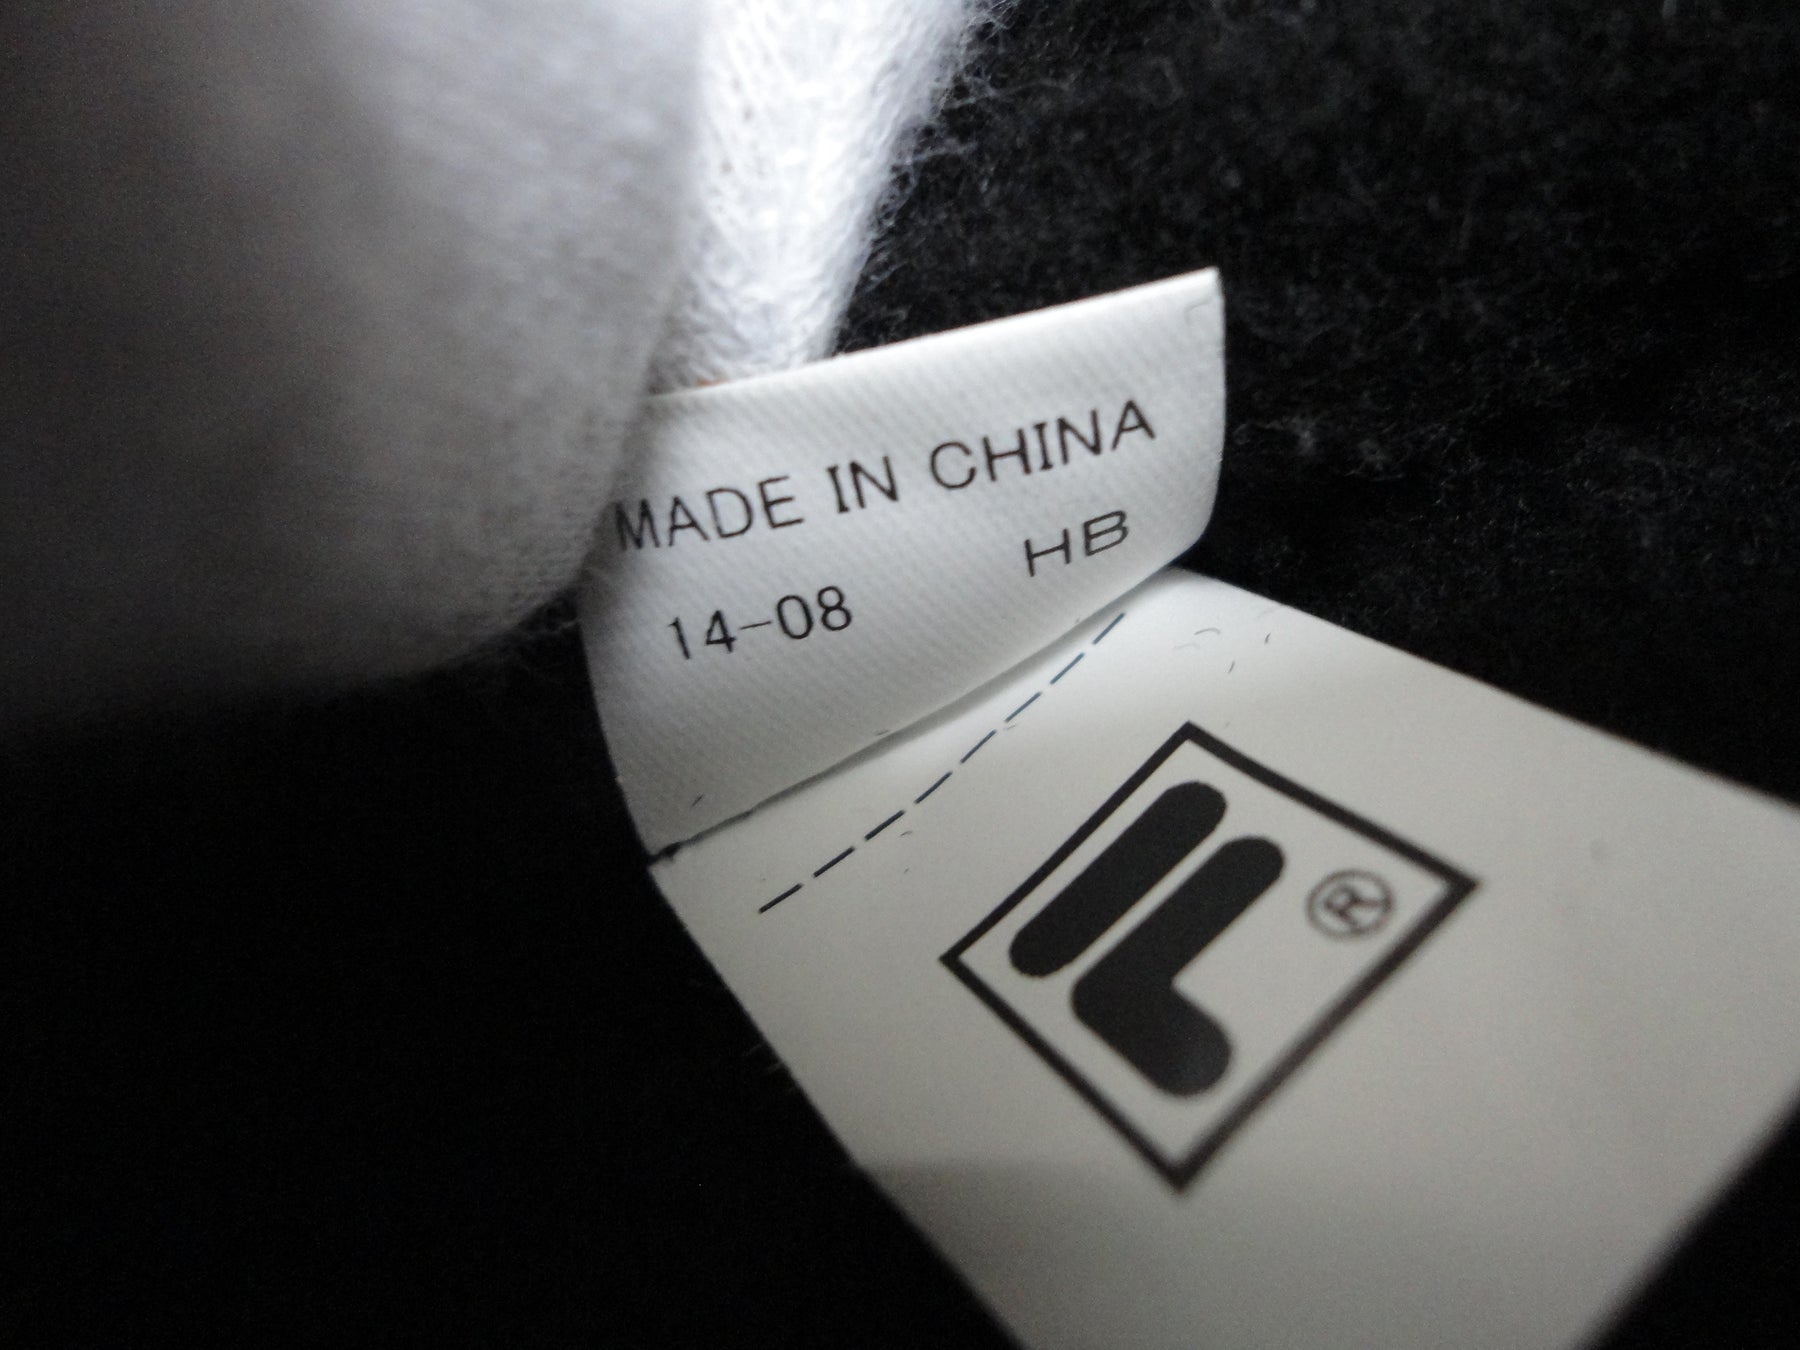 MADE IN CHINA
14-08 HB
F
®